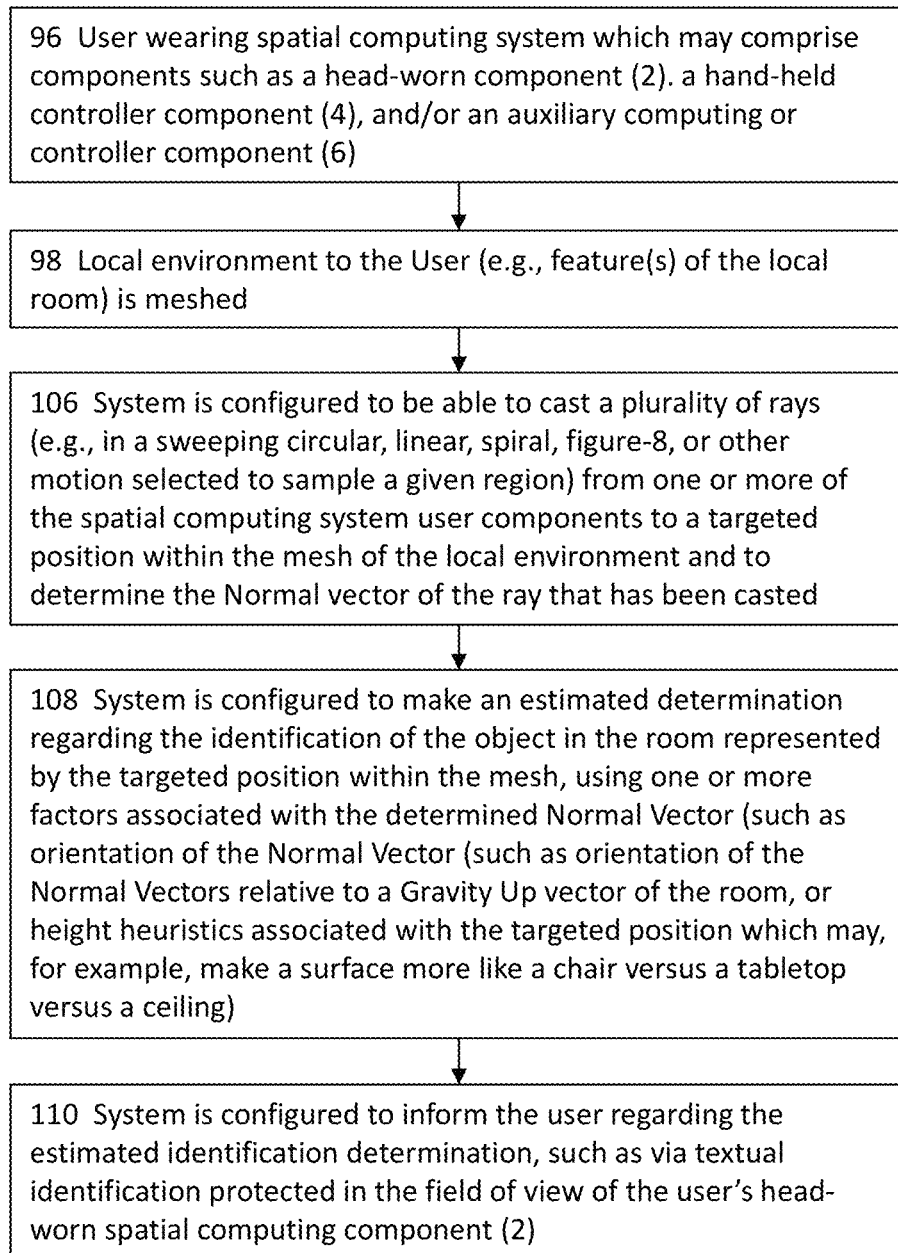 96 User wearing spatial computing system which may comprise
components such as a head-worn component (2). a hand-held
controller component (4), and/or an auxiliary computing or
controller component (6)
98 Local environment to the User (e.g., feature(s) of the local
room) is meshed
106 System is configured to be able to cast a plurality of rays
(e.g., in a sweeping circular, linear, spiral, figure-8, or other
motion selected to sample a given region) from one or more of
the spatial computing system user components to a targeted
position within the mesh of the local environment and to
determine the Normal vector of the ray that has been casted
108 System is configured to make an estimated determination
regarding the identification of the object in the room represented
by the targeted position within the mesh, using one or more
factors associated with the determined Normal Vector (such as
orientation of the Normal Vector (such as orientation of the
Normal Vectors relative to a Gravity Up vector of the room, or
height heuristics associated with the targeted position which may,
for example, make a surface more like a chair versus a tabletop
versus a ceiling)
110 System is configured to inform the user regarding the
estimated identification determination, such as via textual
identification protected in the field of view of the user's head-
worn spatial computing component (2)